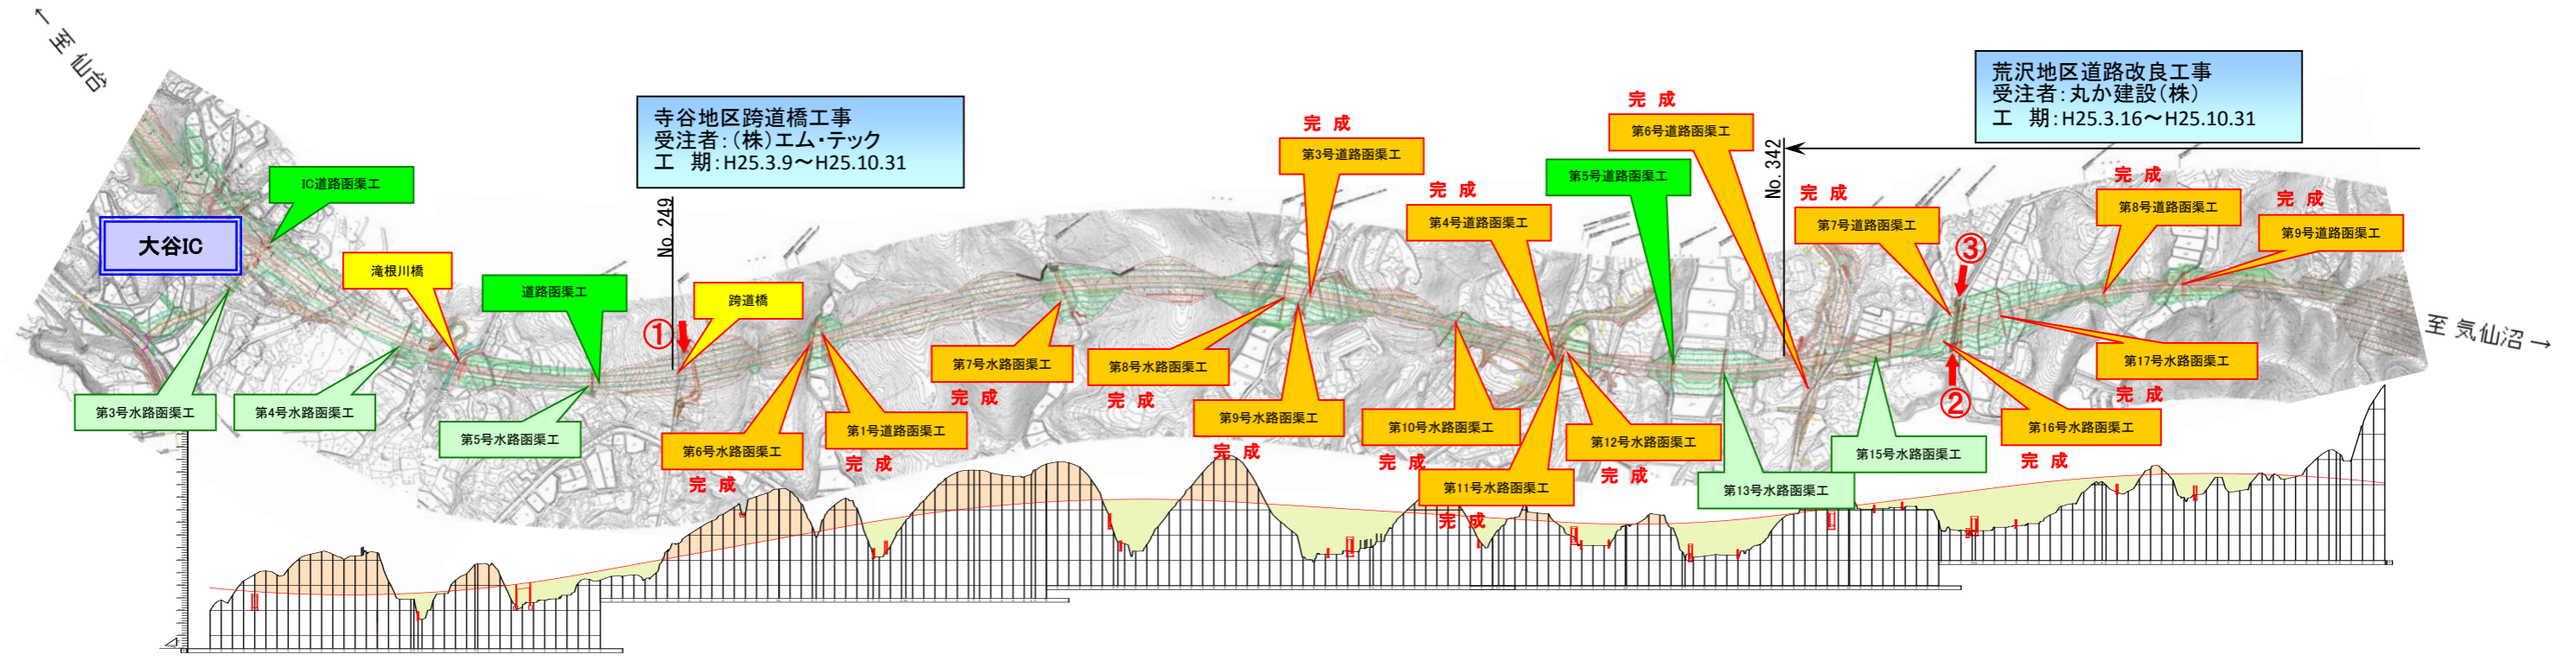 ← 至 仙台
寺谷地区跨道橋工事
受注者：(株)エム・テック
工　期：H25.3.9～H25.10.31
荒沢地区道路改良工事
受注者：丸か建設(株)
工　期：H25.3.16～H25.10.31
No. 249
No. 342
大谷IC
IC道路函渠工
滝根川橋
道路函渠工
跨道橋
①
第3号水路函渠工
第4号水路函渠工
第5号水路函渠工
第6号水路函渠工
完 成
第1号道路函渠工
完 成
第7号水路函渠工
完 成
第8号水路函渠工
完 成
完 成
第3号道路函渠工
第9号水路函渠工
完 成
完 成
第4号道路函渠工
第10号水路函渠工
完 成
第11号水路函渠工
完 成
第12号水路函渠工
完 成
第5号道路函渠工
完 成
第6号道路函渠工
第13号水路函渠工
完 成
第7号道路函渠工
第15号水路函渠工
③
②
第16号水路函渠工
完 成
第17号水路函渠工
完 成
完 成
第8号道路函渠工
完 成
第9号道路函渠工
至 気仙沼 →